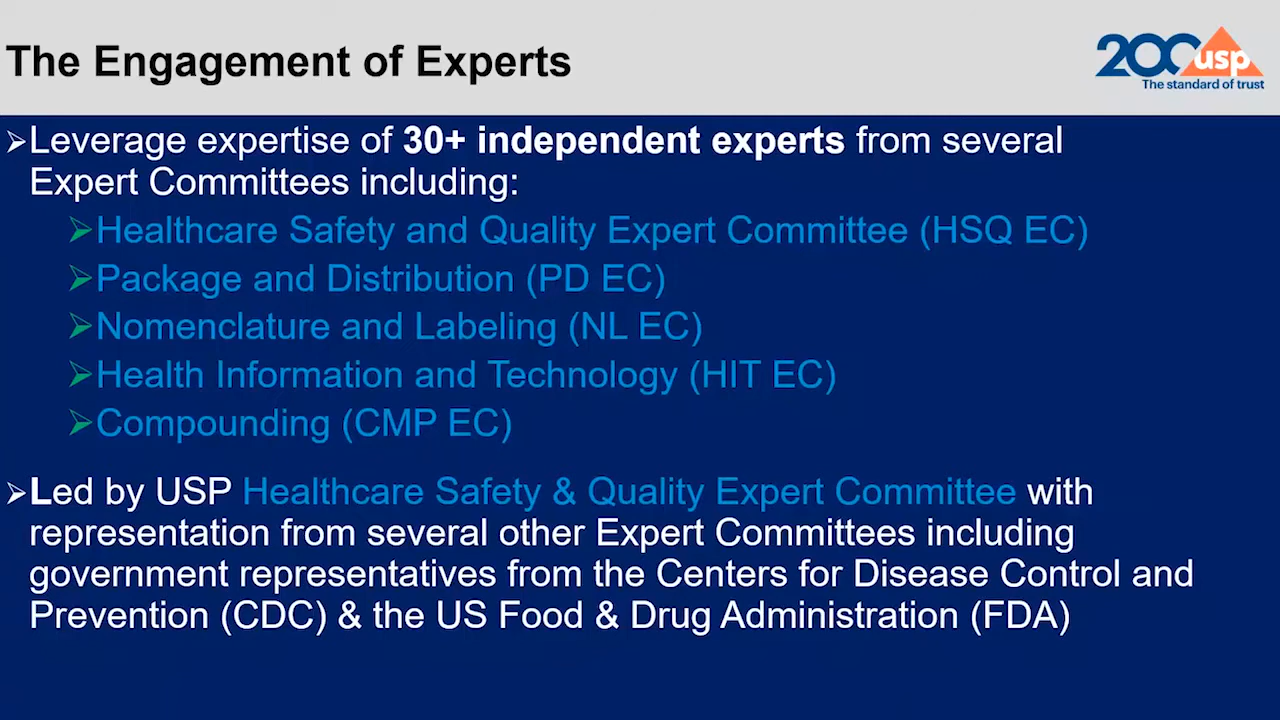 The Engagement of Experts
200 usp
The standard of trust
➢Leverage expertise of 30+ independent experts from several
Expert Committees including:
➢Healthcare Safety and Quality Expert Committee (HSQ EC)
➢Package and Distribution (PD EC)
➢Nomenclature and Labeling (NL EC)
➢Health Information and Technology (HIT EC)
➢Compounding (CMP EC)
➢Led by USP Healthcare Safety & Quality Expert Committee with
representation from several other Expert Committees including
government representatives from the Centers for Disease Control and
Prevention (CDC) & the US Food & Drug Administration (FDA)